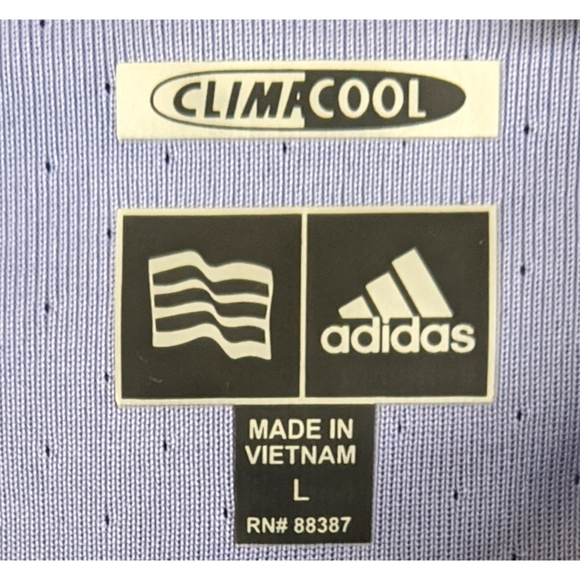 CLIMACOOL
adidas
MADE IN
VIETNAM
L
RN# 88387